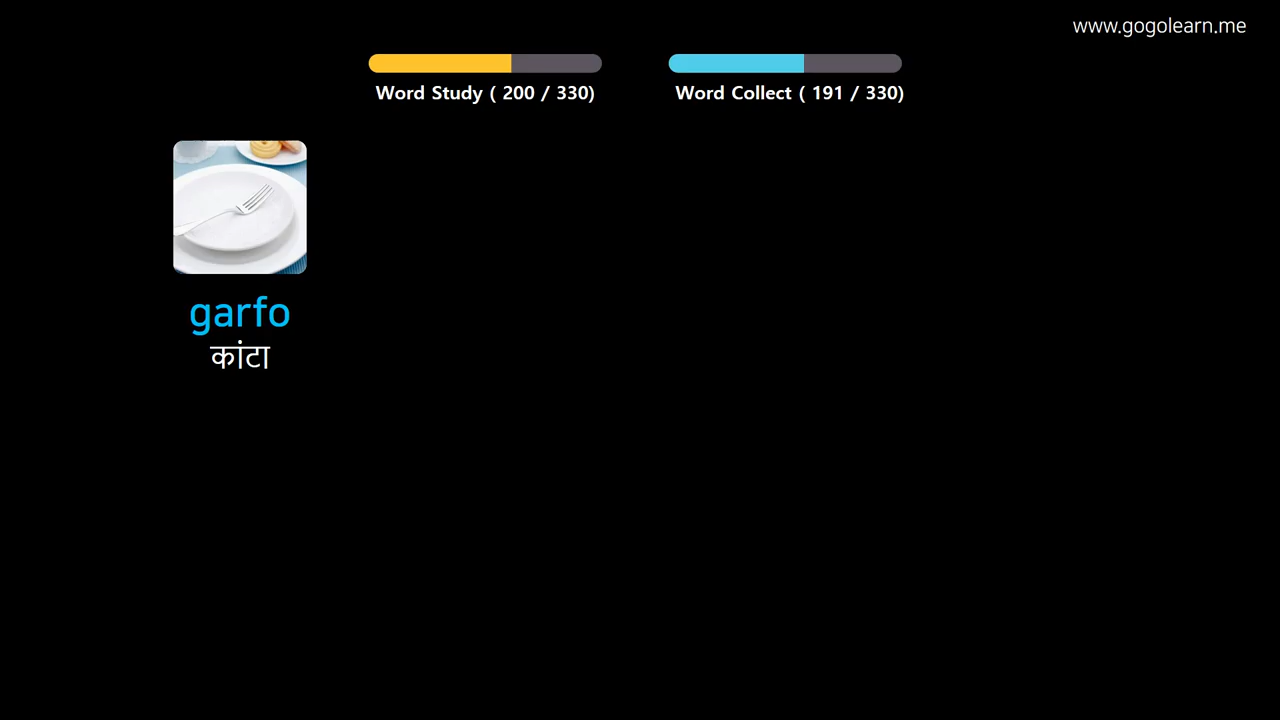 www.gogolearn.me
Word Study ( 200 / 330)
Word Collect ( 191 / 330)
garfo
कांटा